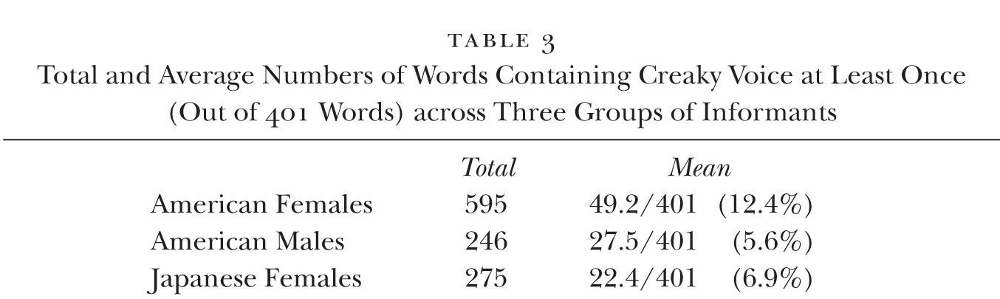 TABLE 3
Total and Average Numbers of Words Containing Creaky Voice at Least Once
(Out of 401 Words) across Three Groups of Informants
Total Mean
American Females 595 49.2/401 (12.4%)
American Males 246 27.5/401 (5.6%)
Japanese Females 275 22.4/401 (6.9%)